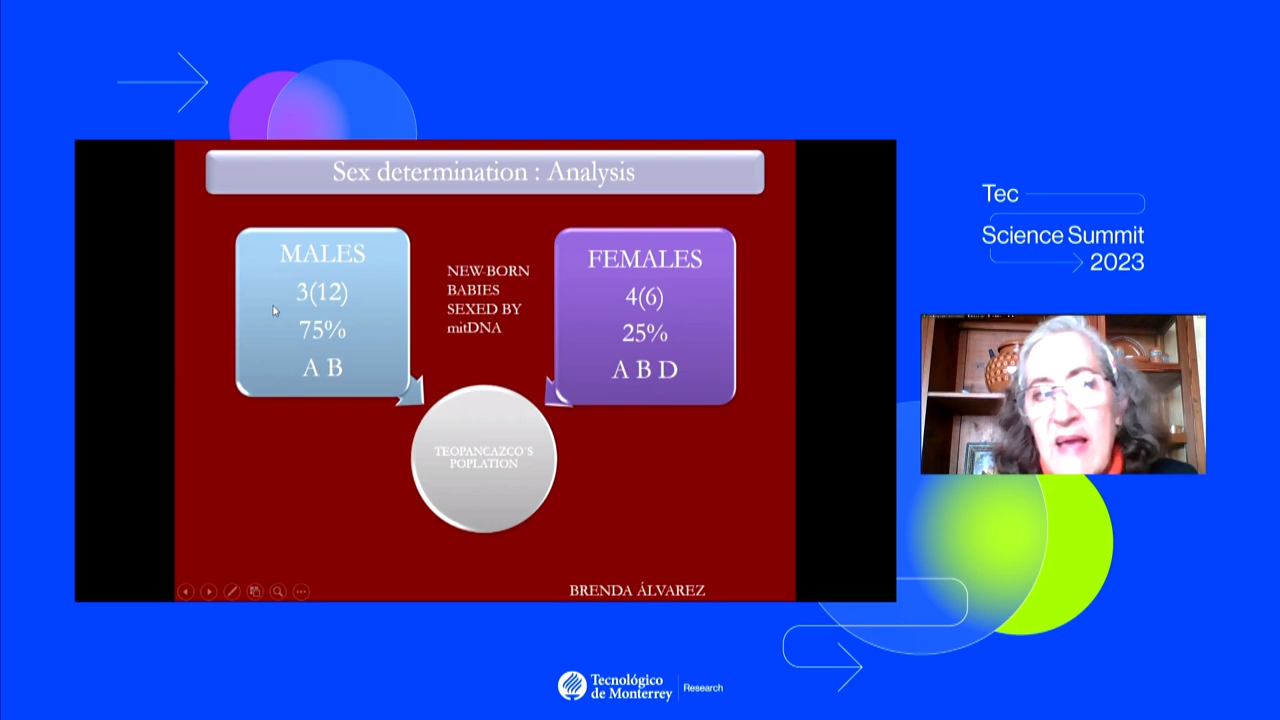 Sex determination : Analysis
MALES
3(12)
75%
A B
NEW-BORN
BABIES
SEXED BY
mitDNA
FEMALES
4(6)
25%
A B D
TEOPANCAZCO´S
POPLATION
BRENDA ÁLVAREZ
Tec
Science Summit
2023
Tecnológico
de Monterrey
Research